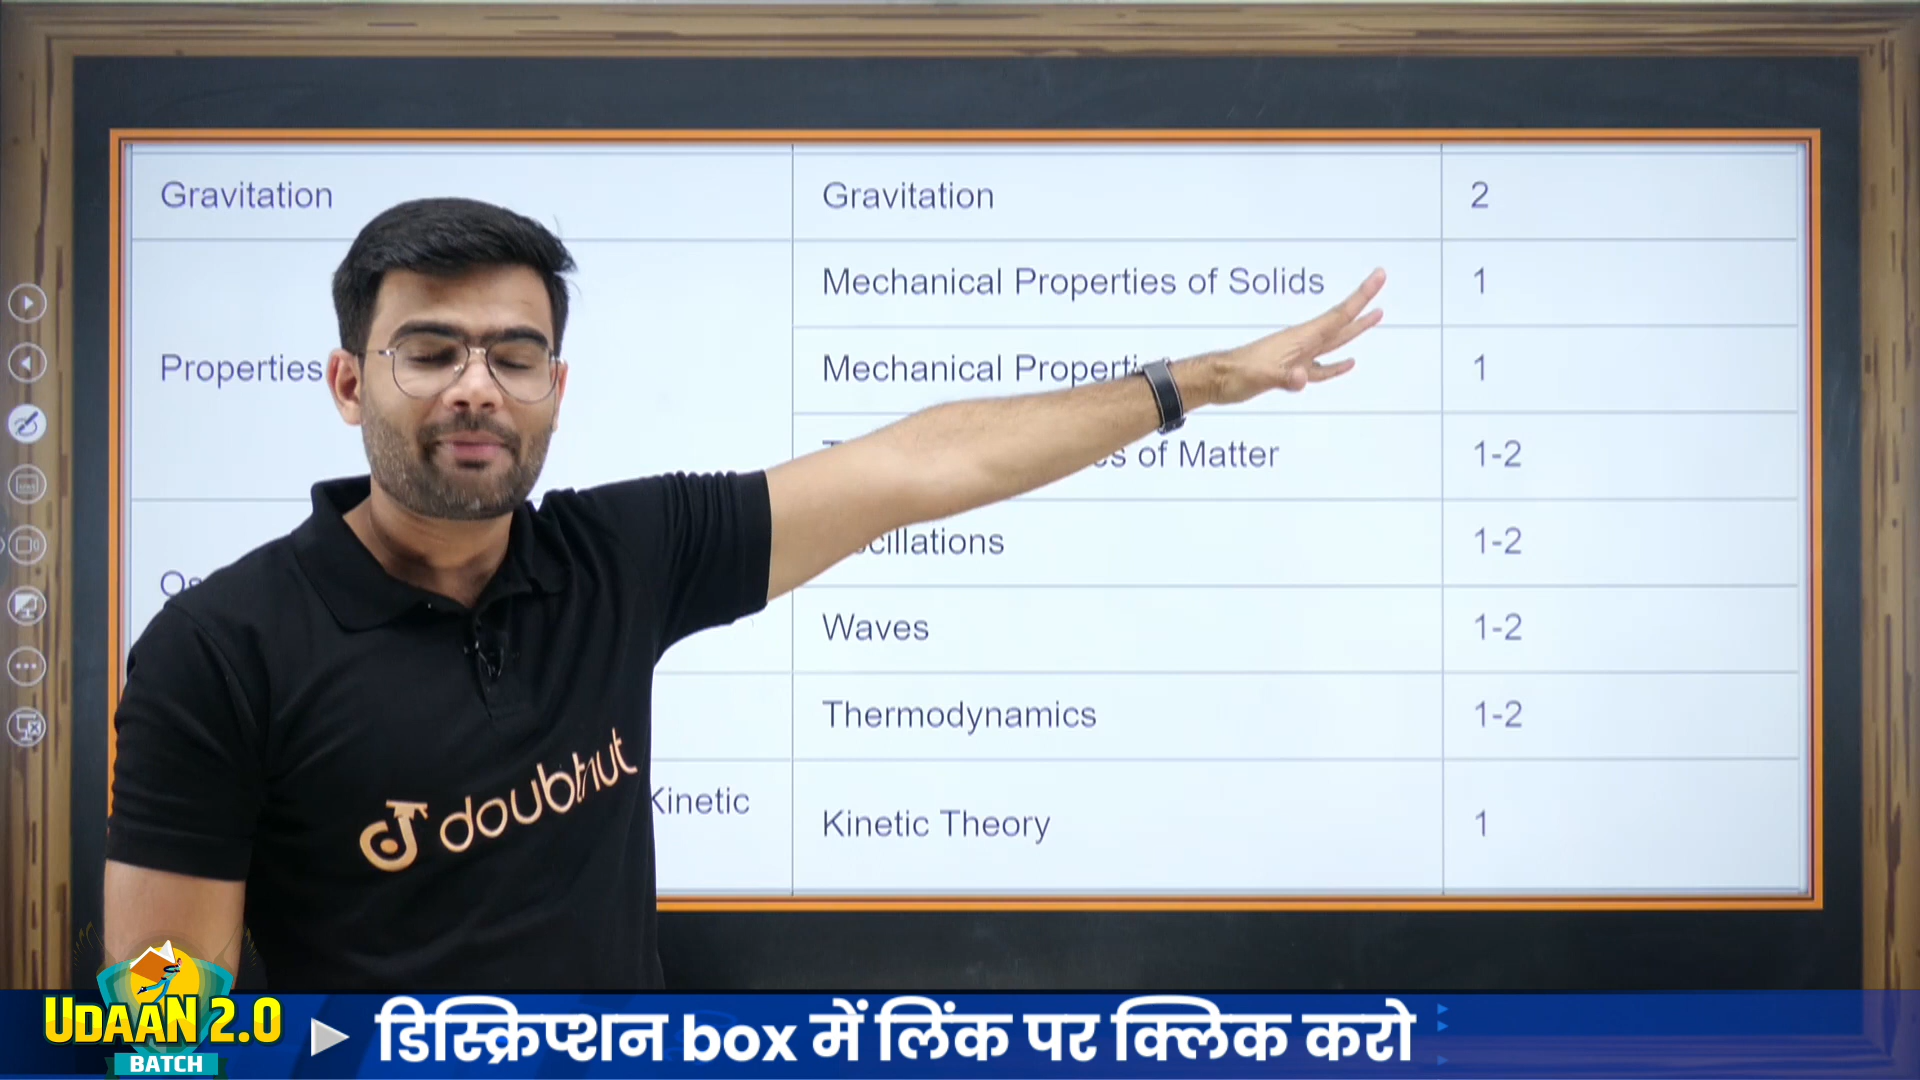 Gravitation Gravitation 2
Mechanical Properties of Solids 1
Properties Mechanical 1
of Matter 1-2
1-2
Waves 1-2
Thermodynamics 1-2
Kinetic
Kinetic Theory 1
doubtnut
UDAAN 2.0
BATCH
डिस्क्रिप्शन box में लिंक पर क्लिक करो